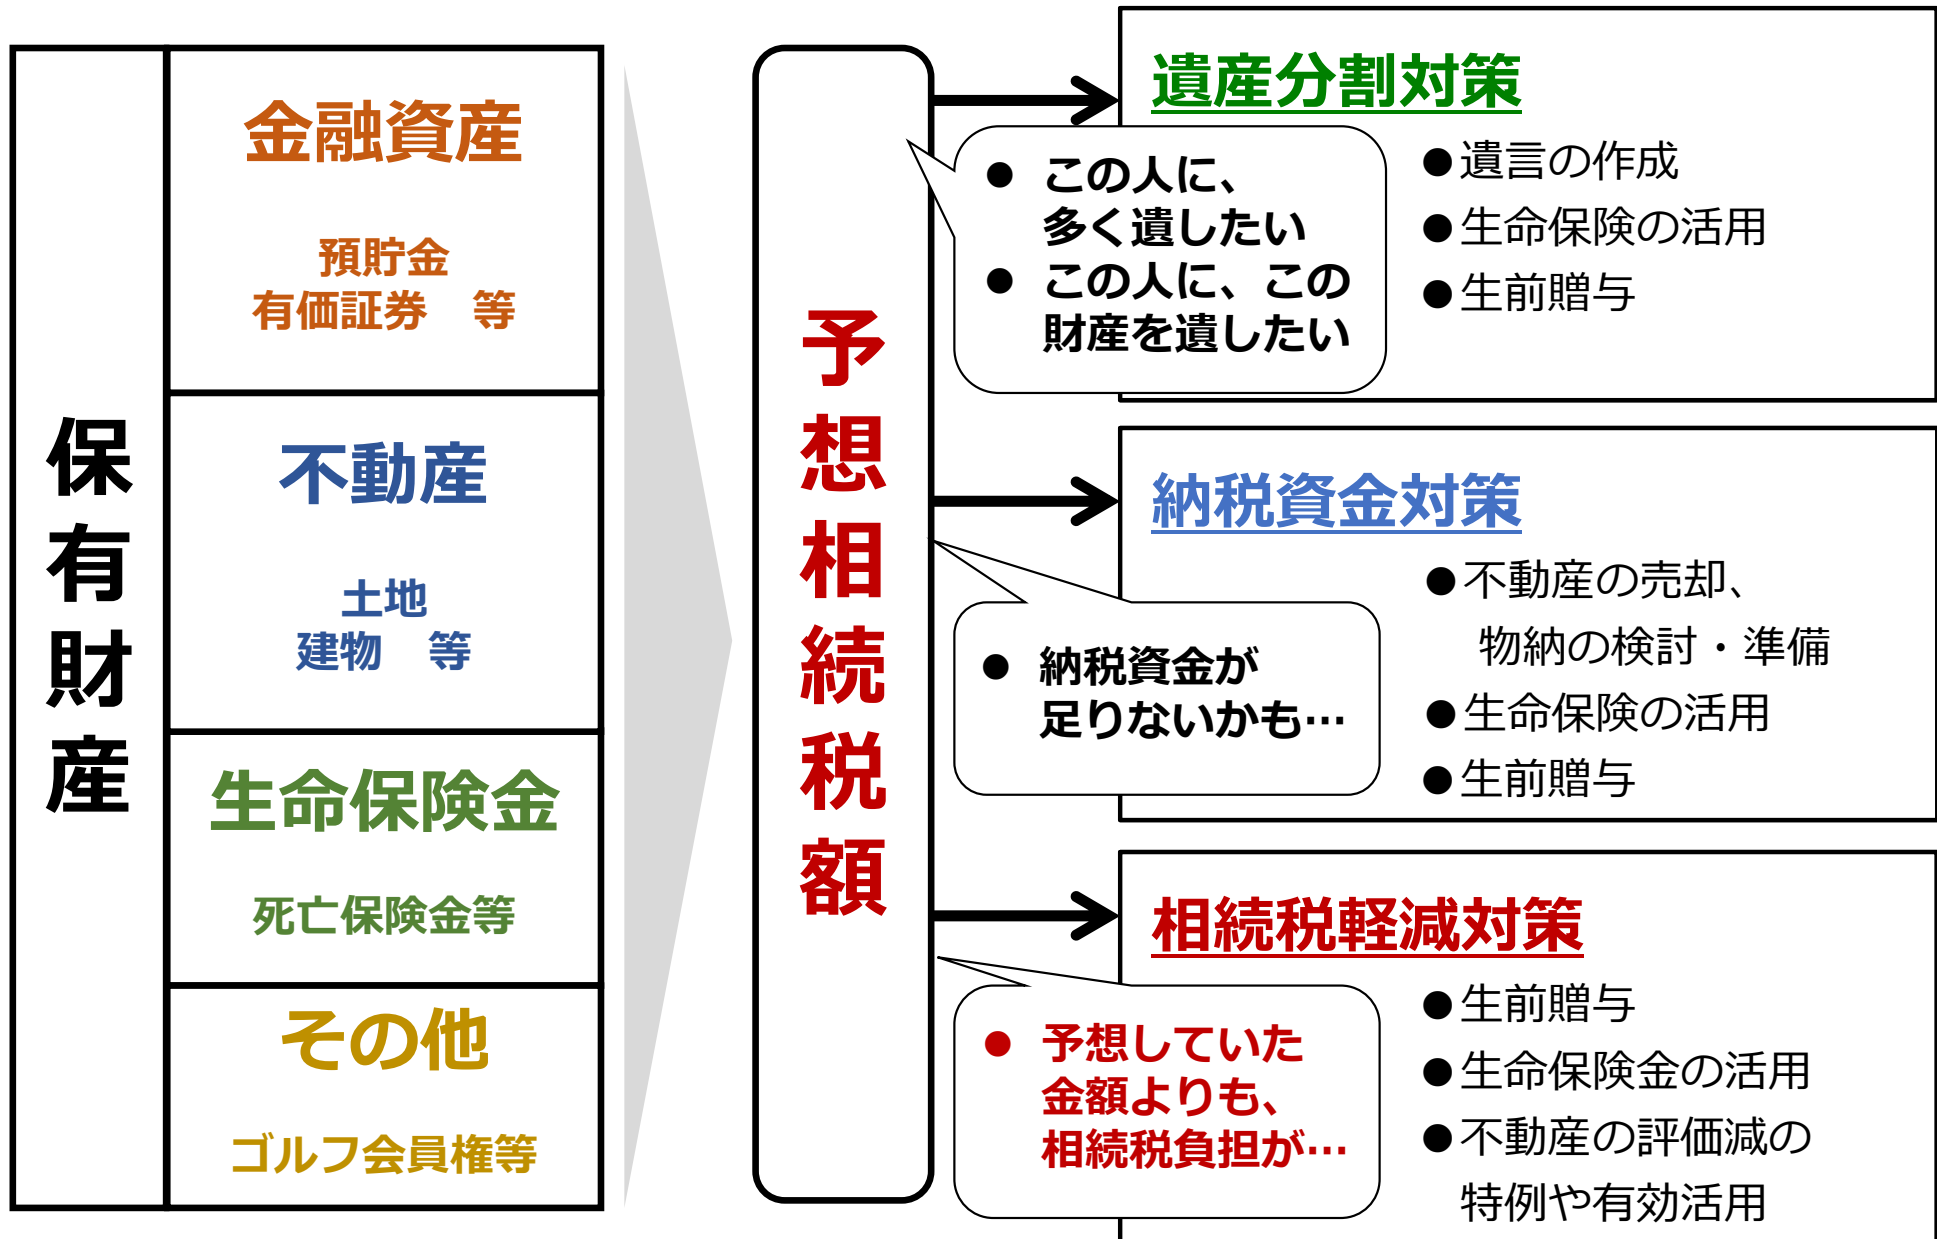 保有財産
金融資産
預貯金
有価証券　等
不動産
土地
建物　等
生命保険金
死亡保険金等
その他
ゴルフ会員権等
予想相続税額
遺産分割対策
● この人に、
多く遺したい
● この人に、この
財産を遺したい
●遺言の作成
●生命保険の活用
●生前贈与
納税資金対策
● 納税資金が
足りないかも…
●不動産の売却、
物納の検討・準備
●生命保険の活用
●生前贈与
相続税軽減対策
● 予想していた
金額よりも、
相続税負担が…
●生前贈与
●生命保険金の活用
●不動産の評価減の
特例や有効活用